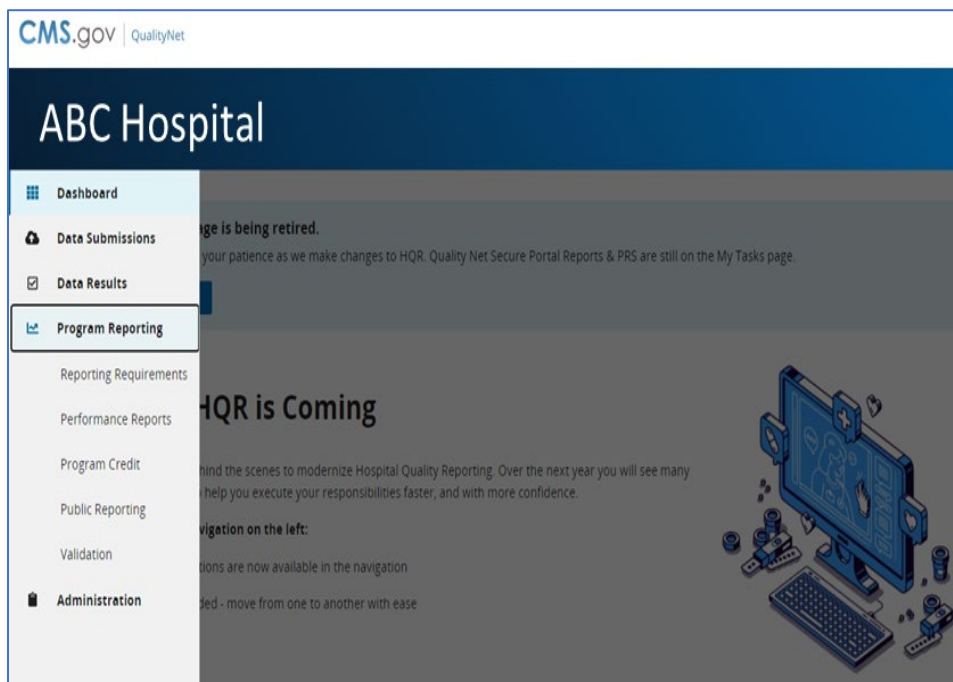 CMS.gov | QualityNet
ABC Hospital
Dashboard
Data Submissions
Data Results
Program Reporting
Reporting Requirements
Performance Reports
Program Credit
Public Reporting
Validation
Administration
age is being retired.
your patience as we make changes to HQR. Quality Net Secure Portal Reports & PRS are still on the My Tasks page.
HQR is Coming
hind the scenes to modernize Hospital Quality Reporting. Over the next year you will see many
help you execute your responsibilities faster, and with more confidence.
vigation on the left:
tions are now available in the navigation
ded - move from one to another with ease